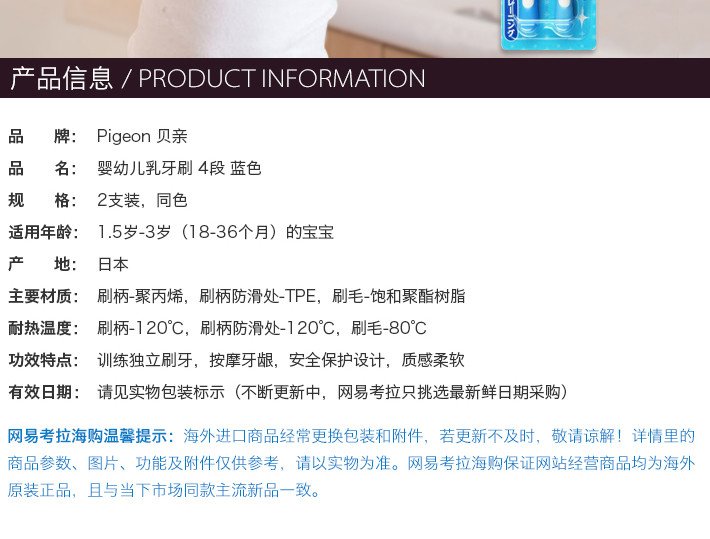 レーニング
产品信息 / PRODUCT INFORMATION
品 牌： Pigeon 贝亲
品 名： 婴幼儿乳牙刷 4段 蓝色
规 格： 2支装，同色
适用年龄： 1.5岁-3岁（18-36个月）的宝宝
产 地： 日本
主要材质： 刷柄-聚丙烯，刷柄防滑处-TPE，刷毛-饱和聚酯树脂
耐热温度： 刷柄-120℃，刷柄防滑处-120℃，刷毛-80℃
功效特点： 训练独立刷牙，按摩牙龈，安全保护设计，质感柔软
有效日期： 请见实物包装标示（不断更新中，网易考拉只挑选最新鲜日期采购）
网易考拉海购温馨提示：海外进口商品经常更换包装和附件，若更新不及时，敬请谅解！详情里的
商品参数、图片、功能及附件仅供参考，请以实物为准。网易考拉海购保证网站经营商品均为海外
原装正品，且与当下市场同款主流新品一致。